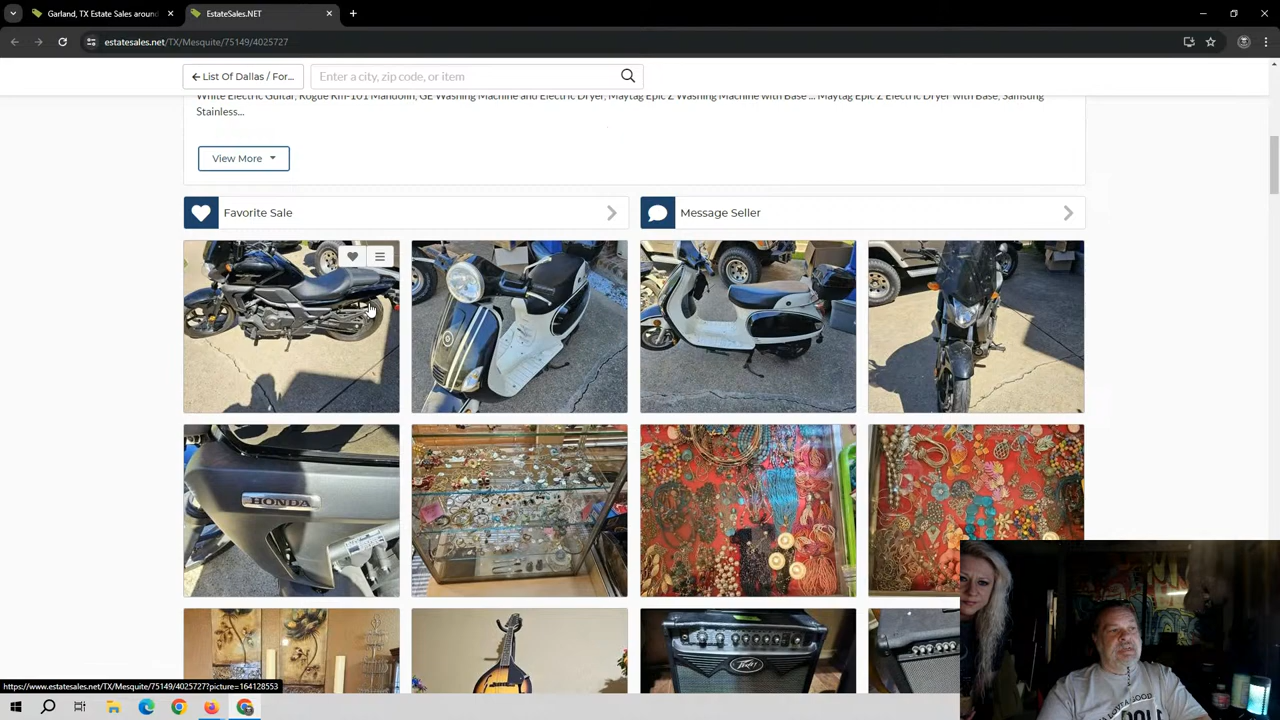 Garland, TX Estate Sales around
EstateSales.NET
estatesales.net/TX/Mesquite/75149/4025727
List Of Dallas / For...
Enter a city, zip code, or item
White Electric Guitar, Rogue RM-101 Mandolin, GE Washing Machine and Electric Dryer, Maytag Epic Z Washing Machine with Base ... Maytag Epic Z Electric Dryer with Base, Samsung
Stainless...
View More
Favorite Sale
Message Seller
HONDA
Peavey
https://www.estatesales.net/TX/Mesquite/75149/4025727?picture=164128553